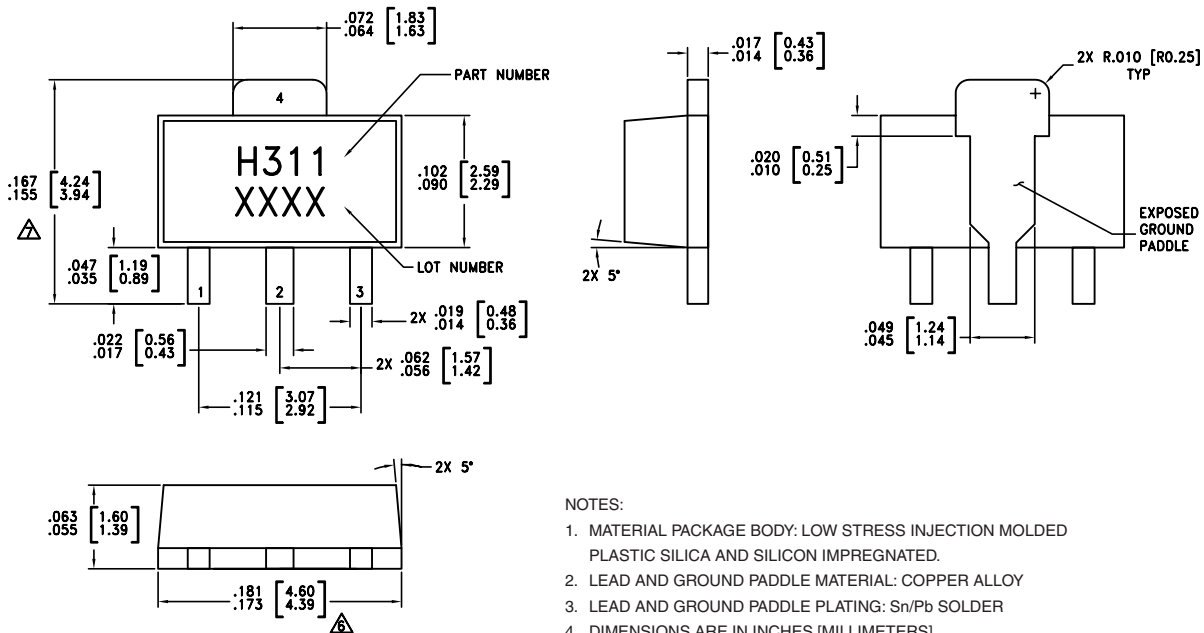 .072 [1.83]
.064 [1.63]
PART NUMBER
4
H311
XXXX
.167 [4.24]
.155 [3.94]
7
.102 [2.59]
.090 [2.29]
.047 [1.19]
.035 [0.89]
LOT NUMBER
1
2
3
2X .019 [0.48]
.014 [0.36]
.022 [0.56]
.017 [0.43]
2X .062 [1.57]
.056 [1.42]
.121 [3.07]
.115 [2.92]
.017 [0.43]
.014 [0.36]
2X 5°
2X R.010 [R0.25]
TYP
.020 [0.51]
.010 [0.25]
EXPOSED
GROUND
PADDLE
.049 [1.24]
.045 [1.14]
2X 5°
.063 [1.60]
.055 [1.39]
.181 [4.60]
.173 [4.39]
6
NOTES:
1. MATERIAL PACKAGE BODY: LOW STRESS INJECTION MOLDED
PLASTIC SILICA AND SILICON IMPREGNATED.
2. LEAD AND GROUND PADDLE MATERIAL: COPPER ALLOY
3. LEAD AND GROUND PADDLE PLATING: Sn/Pb SOLDER
4. DIMENSIONS ARE IN INCHES [MILLIMETERS]